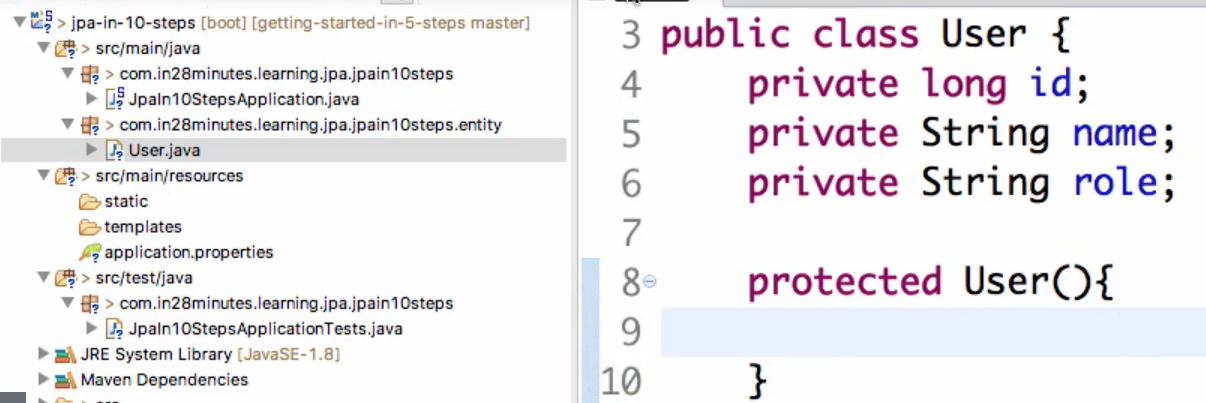 > jpa-in-10-steps [boot] [getting-started-in-5-steps master]
> src/main/java
> com.in28minutes.learning.jpa.jpain10steps
JpaIn10StepsApplication.java
> com.in28minutes.learning.jpa.jpain10steps.entity
User.java
> src/main/resources
static
templates
application.properties
> src/test/java
> com.in28minutes.learning.jpa.jpain10steps
JpaIn10StepsApplicationTests.java
JRE System Library [JavaSE-1.8]
Maven Dependencies
3 public class User {
4 private long id;
5 private String name;
6 private String role;
7
8 protected User(){
9
10 }